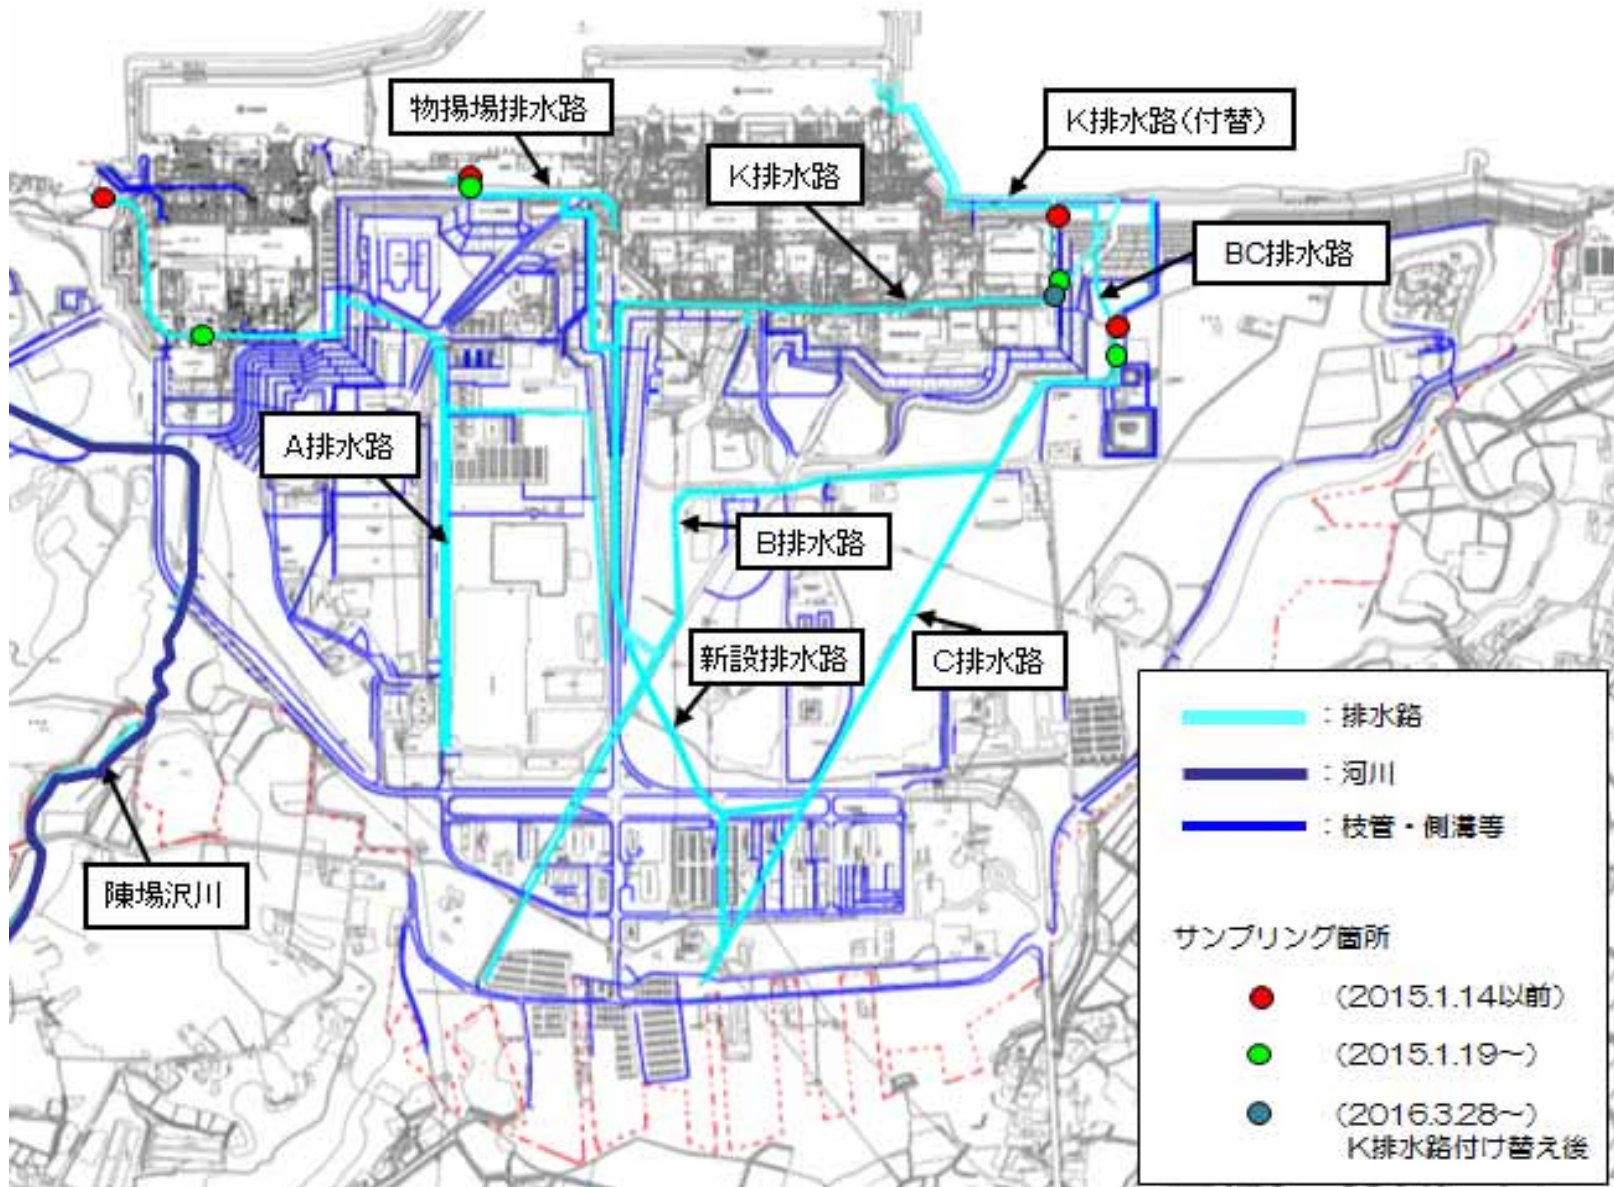 物揚場排水路
K排水路(付替)
K排水路
BC排水路
A排水路
B排水路
新設排水路
C排水路
陳場沢川
：排水路
：河川
：枝管・側溝等
サンプリング箇所
（2015.1.14以前）
（2015.1.19～）
（2016.3.28～）
K排水路付け替え後